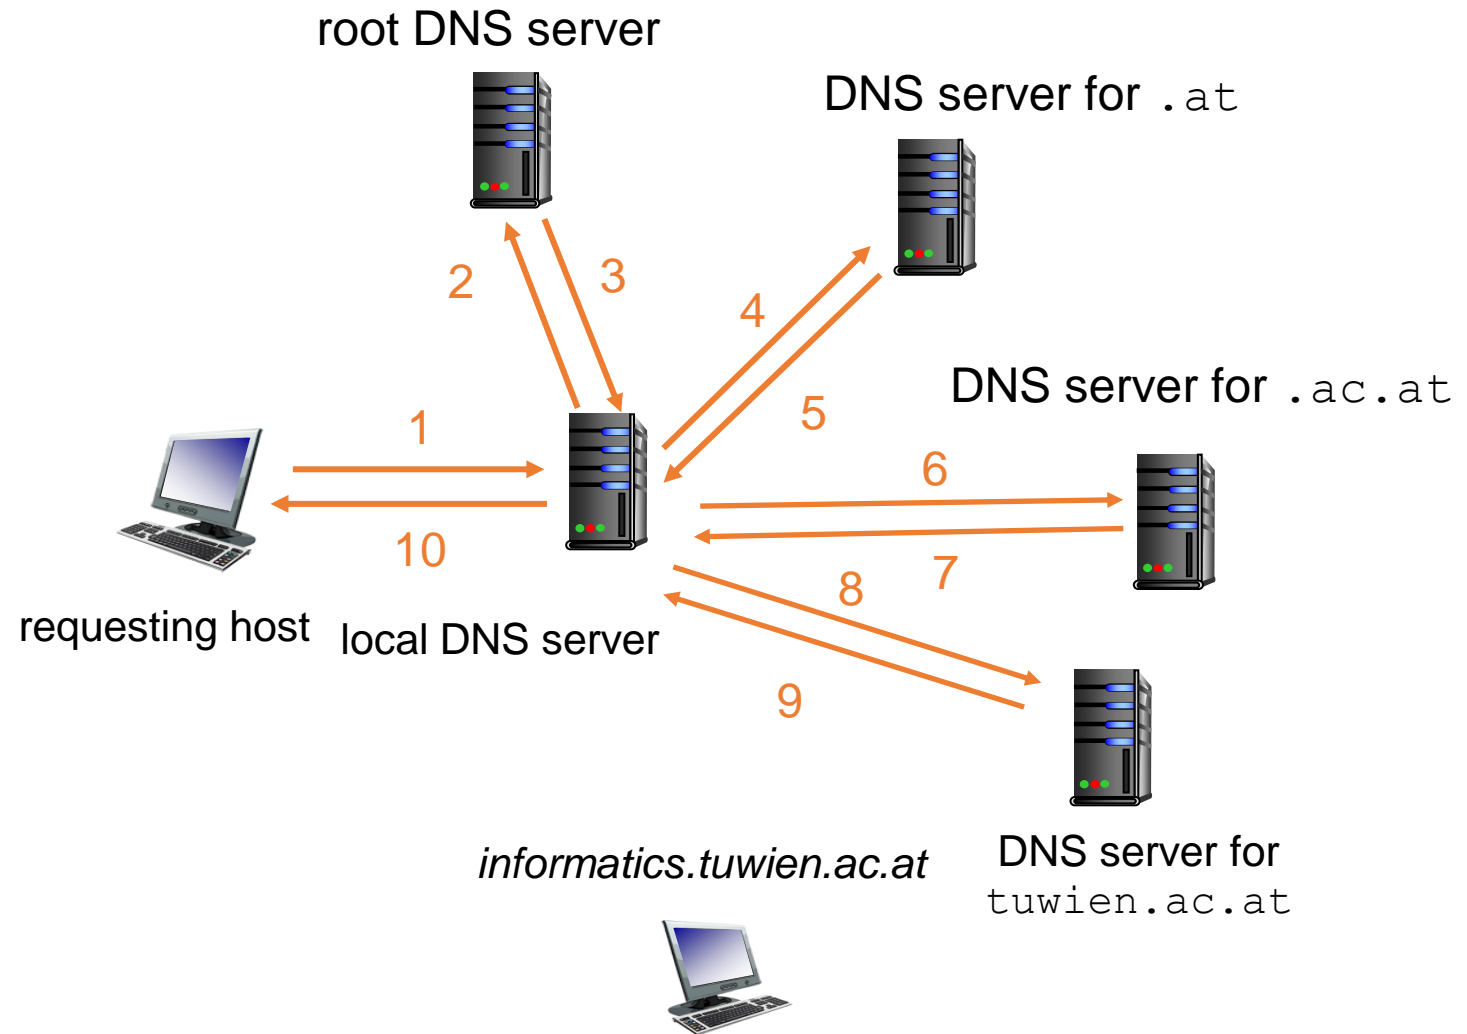 root DNS server
DNS server for .at
2
3
4
DNS server for .ac.at
5
1
6
10
7
8
requesting host
local DNS server
9
informatics.tuwien.ac.at
DNS server for
tuwien.ac.at